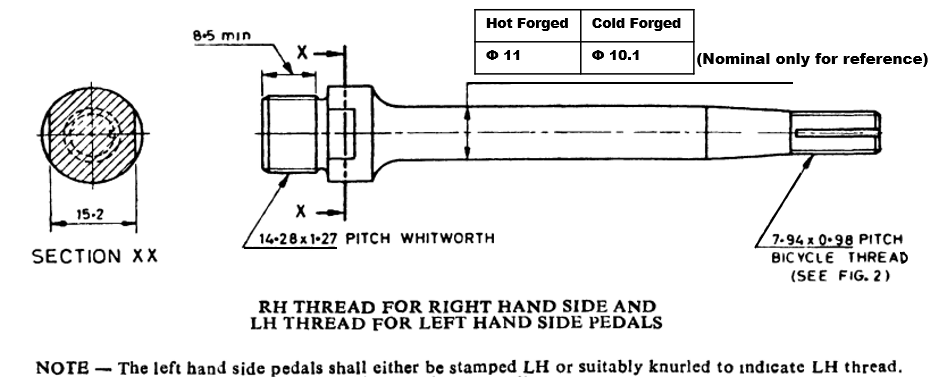 Hot Forged Cold Forged
Φ 11 Φ 10.1
(Nominal only for reference)
8·5 min
X
X
15·2
SECTION XX
14·28x1·27 PITCH WHITWORTH
7·94 x 0·98 PITCH
BICYCLE THREAD
(SEE FIG. 2)
RH THREAD FOR RIGHT HAND SIDE AND
LH THREAD FOR LEFT HAND SIDE PEDALS
NOTE — The left hand side pedals shall either be stamped LH or suitably knurled to indicate LH thread.